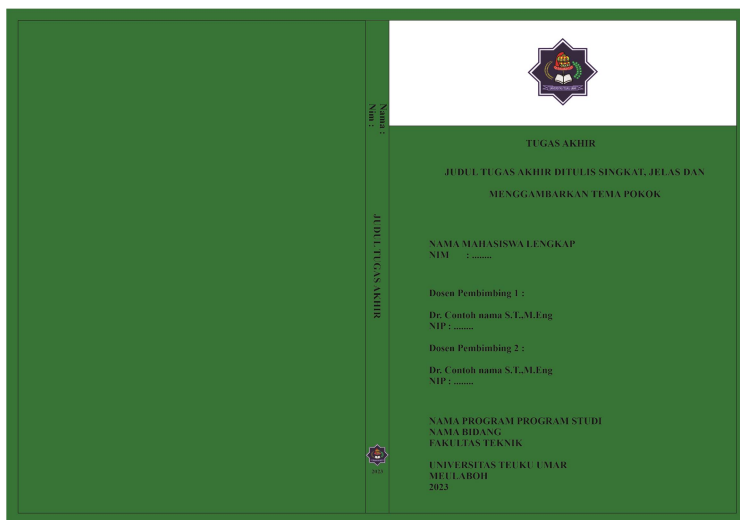 Nama :
Nim :
JUDUL TUGAS AKHIR
2023
TUGAS AKHIR
JUDUL TUGAS AKHIR DITULIS SINGKAT, JELAS DAN
MENGGAMBARKAN TEMA POKOK
NAMA MAHASISWA LENGKAP
NIM : ........
Dosen Pembimbing 1 :
Dr. Contoh nama S.T.,M.Eng
NIP : ........
Dosen Pembimbing 2 :
Dr. Contoh nama S.T.,M.Eng
NIP : ........
NAMA PROGRAM PROGRAM STUDI
NAMA BIDANG
FAKULTAS TEKNIK
UNIVERSITAS TEUKU UMAR
MEULABOH
2023